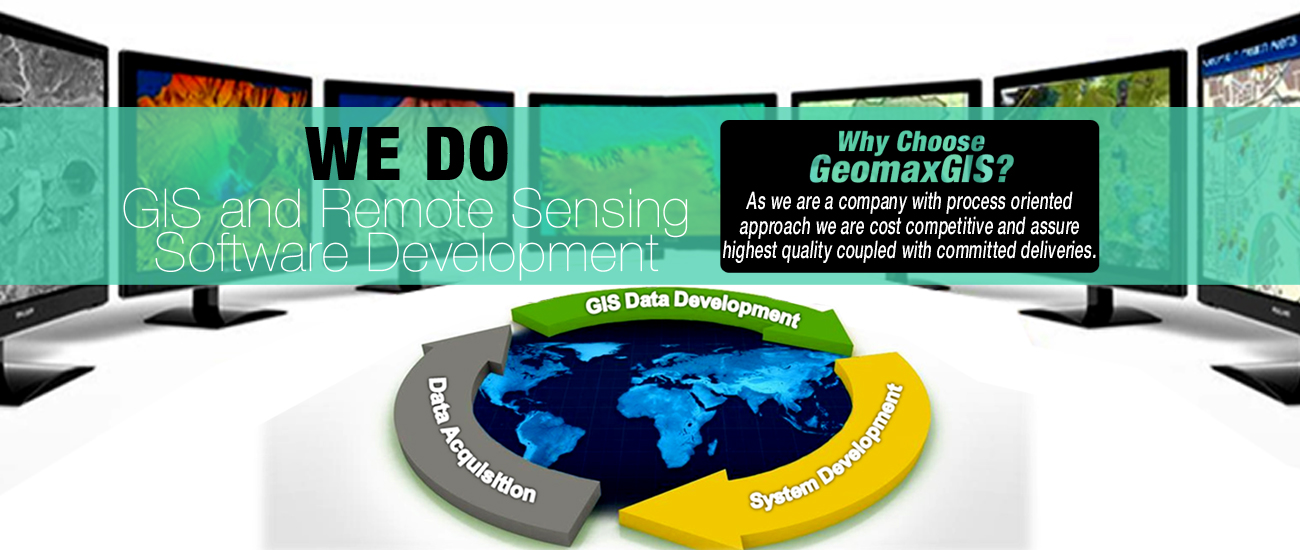 WE DO
GIS and Remote Sensing
Software Development
Why Choose
GeomaxGIS?
As we are a company with process oriented
approach we are cost competitive and assure
highest quality coupled with committed deliveries.
GIS Data Development
Data Acquisition
System Development